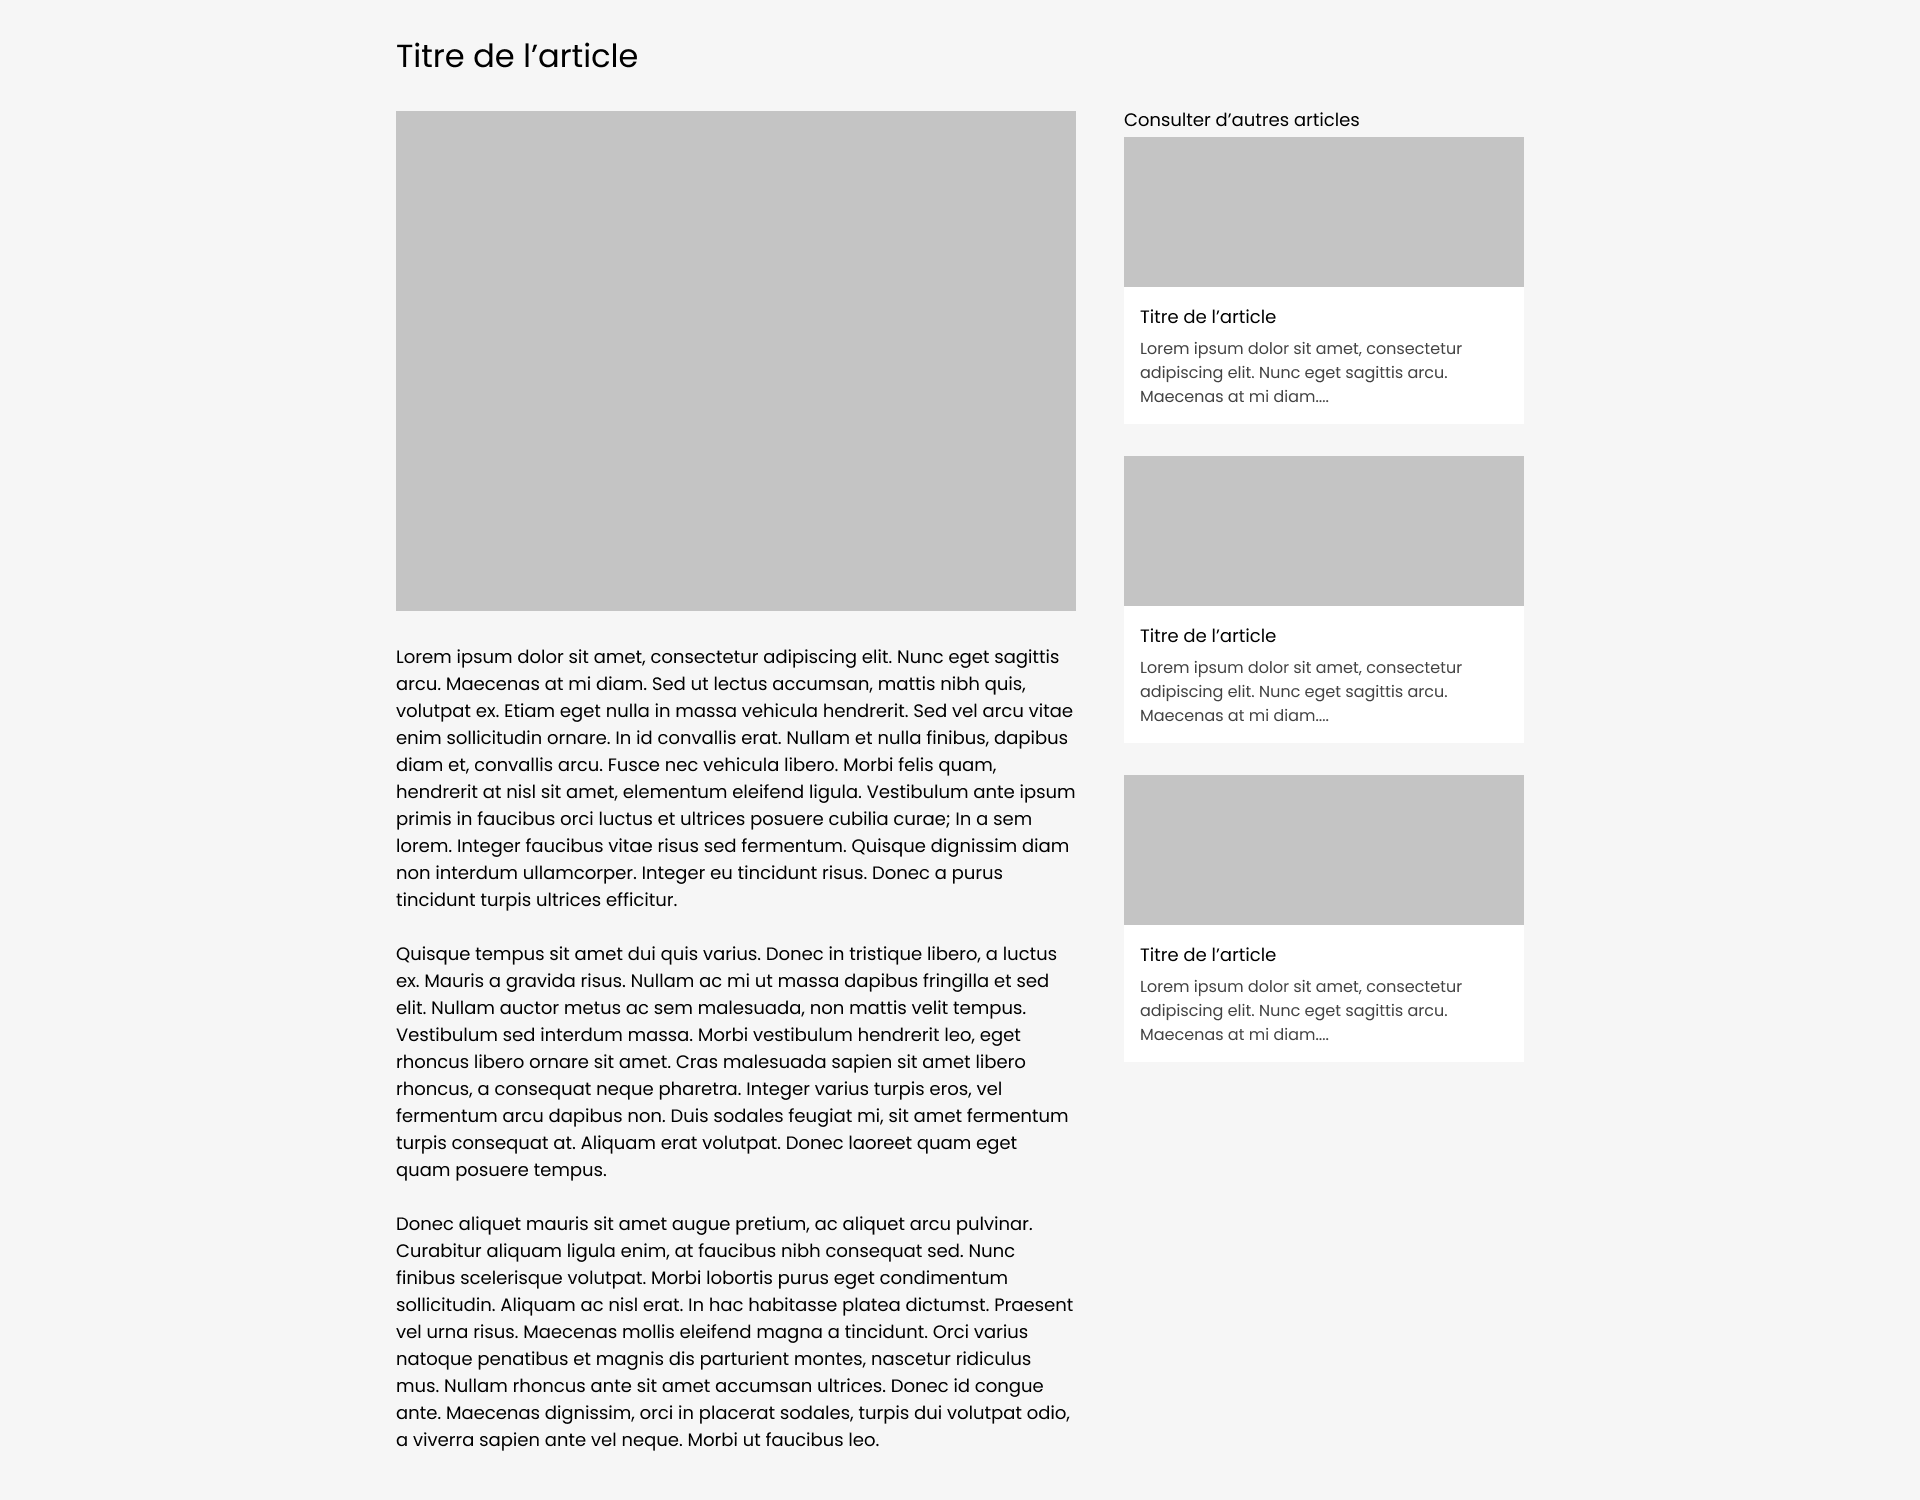 Titre de l’article
Lorem ipsum dolor sit amet, consectetur adipiscing elit. Nunc eget sagittis
arcu. Maecenas at mi diam. Sed ut lectus accumsan, mattis nibh quis,
volutpat ex. Etiam eget nulla in massa vehicula hendrerit. Sed vel arcu vitae
enim sollicitudin ornare. In id convallis erat. Nullam et nulla finibus, dapibus
diam et, convallis arcu. Fusce nec vehicula libero. Morbi felis quam,
hendrerit at nisl sit amet, elementum eleifend ligula. Vestibulum ante ipsum
primis in faucibus orci luctus et ultrices posuere cubilia curae; In a sem
lorem. Integer faucibus vitae risus sed fermentum. Quisque dignissim diam
non interdum ullamcorper. Integer eu tincidunt risus. Donec a purus
tincidunt turpis ultrices efficitur.
Quisque tempus sit amet dui quis varius. Donec in tristique libero, a luctus
ex. Mauris a gravida risus. Nullam ac mi ut massa dapibus fringilla et sed
elit. Nullam auctor metus ac sem malesuada, non mattis velit tempus.
Vestibulum sed interdum massa. Morbi vestibulum hendrerit leo, eget
rhoncus libero ornare sit amet. Cras malesuada sapien sit amet libero
rhoncus, a consequat neque pharetra. Integer varius turpis eros, vel
fermentum arcu dapibus non. Duis sodales feugiat mi, sit amet fermentum
turpis consequat at. Aliquam erat volutpat. Donec laoreet quam eget
quam posuere tempus.
Donec aliquet mauris sit amet augue pretium, ac aliquet arcu pulvinar.
Curabitur aliquam ligula enim, at faucibus nibh consequat sed. Nunc
finibus scelerisque volutpat. Morbi lobortis purus eget condimentum
sollicitudin. Aliquam ac nisl erat. In hac habitasse platea dictumst. Praesent
vel urna risus. Maecenas mollis eleifend magna a tincidunt. Orci varius
natoque penatibus et magnis dis parturient montes, nascetur ridiculus
mus. Nullam rhoncus ante sit amet accumsan ultrices. Donec id congue
ante. Maecenas dignissim, orci in placerat sodales, turpis dui volutpat odio,
a viverra sapien ante vel neque. Morbi ut faucibus leo.
Consulter d’autres articles
Titre de l’article
Lorem ipsum dolor sit amet, consectetur
adipiscing elit. Nunc eget sagittis arcu.
Maecenas at mi diam....
Titre de l’article
Lorem ipsum dolor sit amet, consectetur
adipiscing elit. Nunc eget sagittis arcu.
Maecenas at mi diam....
Titre de l’article
Lorem ipsum dolor sit amet, consectetur
adipiscing elit. Nunc eget sagittis arcu.
Maecenas at mi diam....